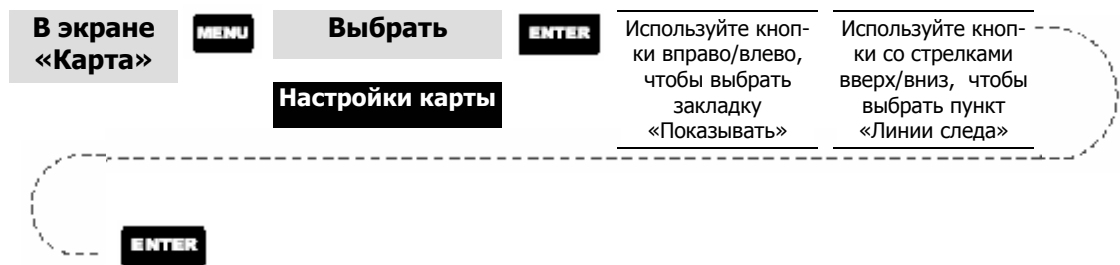 В экране
«Карта»
MENU
Выбрать
Настройки карты
ENTER
Используйте кноп-
ки вправо/влево,
чтобы выбрать
закладку
«Показывать»
Используйте кноп-
ки со стрелками
вверх/вниз, чтобы
выбрать пункт
«Линии следа»
ENTER